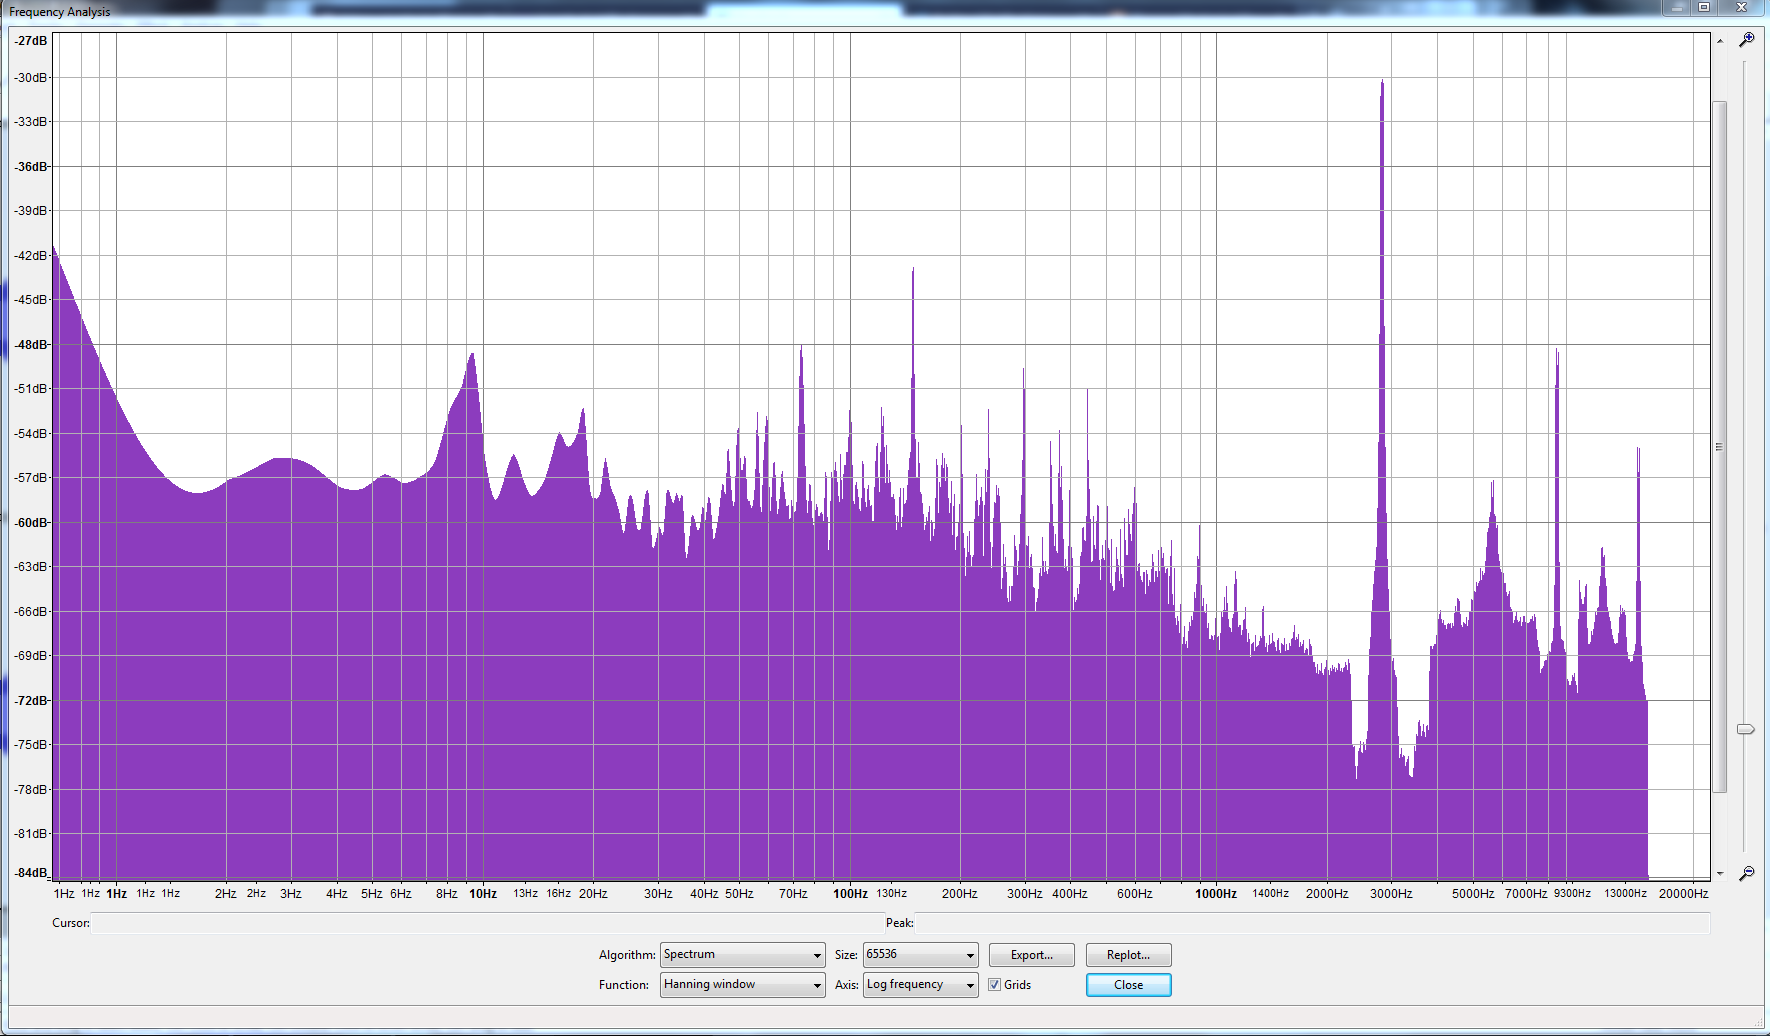 Frequency Analysis
-27dB
-30dB
-33dB
-36dB
-39dB
-42dB
-45dB
-48dB
-51dB
-54dB
-57dB
-60dB
-63dB
-66dB
-69dB
-72dB
-75dB
-78dB
-81dB
-84dB
1Hz 1Hz 1Hz 1Hz 1Hz 2Hz 2Hz 3Hz 4Hz 5Hz 6Hz 8Hz 10Hz 13Hz 16Hz 20Hz 30Hz 40Hz 50Hz 70Hz 100Hz 130Hz 200Hz 300Hz 400Hz 600Hz 1000Hz 1400Hz 2000Hz 3000Hz 5000Hz 7000Hz 9300Hz 13000Hz 20000Hz
Cursor: Peak:
Algorithm: Spectrum Size: 65536 Export... Replot...
Function: Hanning window Axis: Log frequency Grids Close